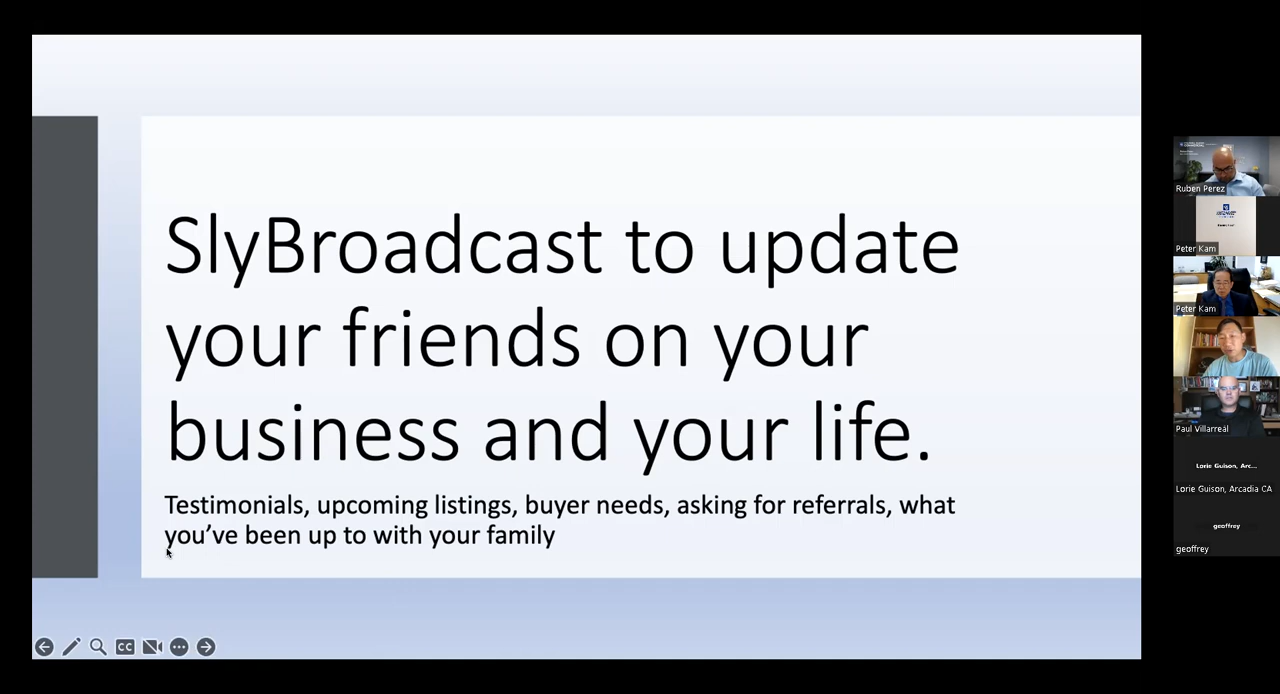 SlyBroadcast to update
your friends on your
business and your life.
Testimonials, upcoming listings, buyer needs, asking for referrals, what
you’ve been up to with your family
CC
Ruben Perez
Peter Kam
Peter Kam
Paul Villarreal
Lorie Guison, Arc...
Lorie Guison, Arcadia CA
geoffrey
geoffrey